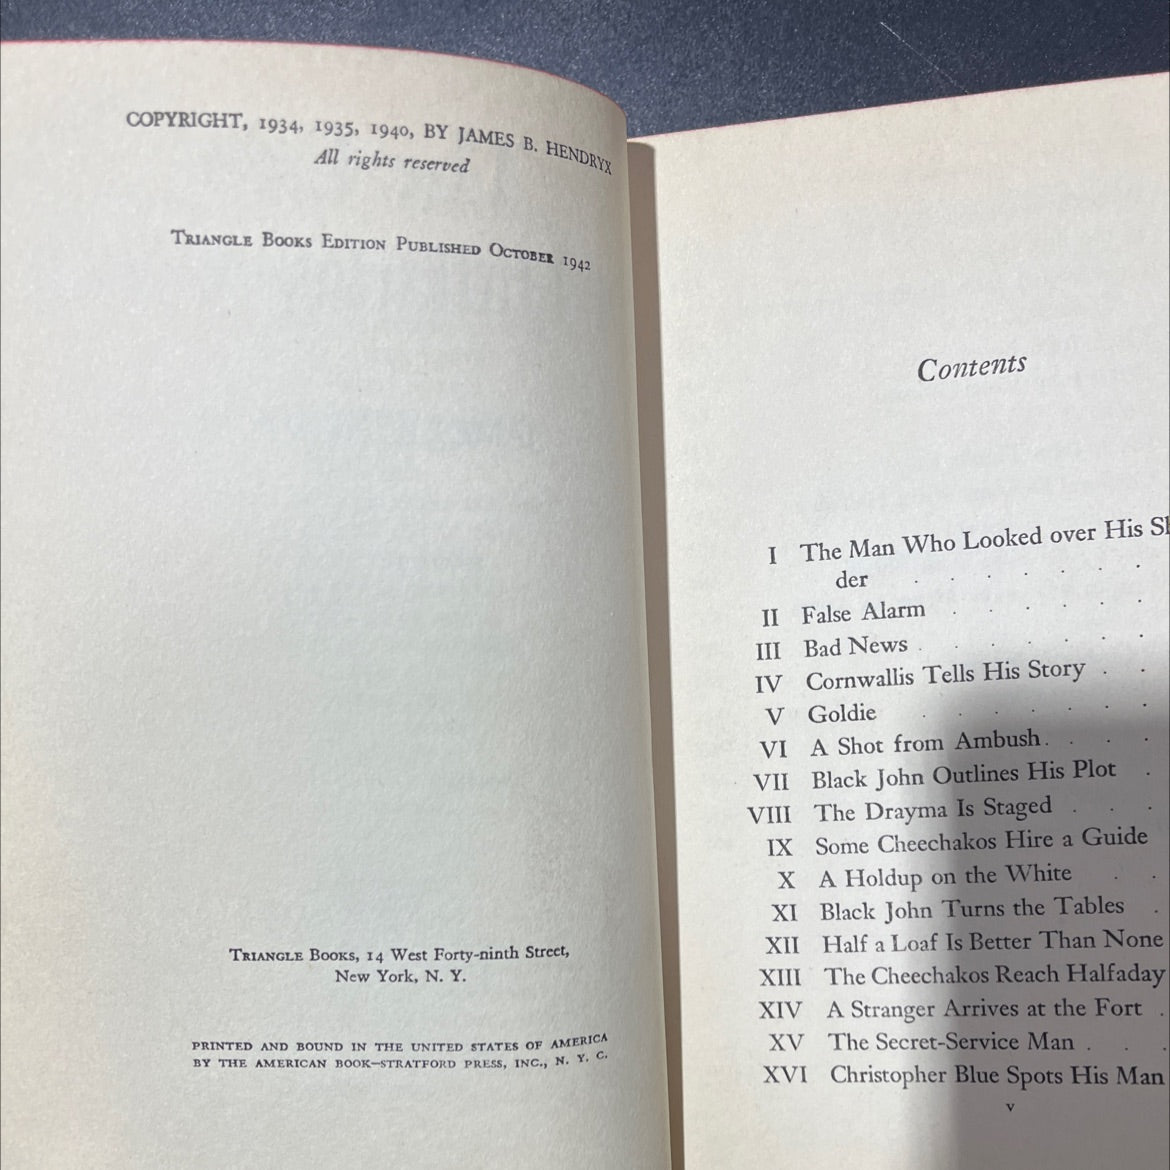 COPYRIGHT, 1934, 1935, 1940, BY JAMES B. HENDRYX
All rights reserved
TRIANGLE BOOKS EDITION PUBLISHED OCTOBER 1942
TRIANGLE BOOKS, 14 West Forty-ninth Street,
New York, N. Y.
PRINTED AND BOUND IN THE UNITED STATES OF AMERICA
BY THE AMERICAN BOOK—STRATFORD PRESS, INC., N. Y. C.
Contents
I The Man Who Looked over His Sh
der
II False Alarm
III Bad News
IV Cornwallis Tells His Story
V Goldie
VI A Shot from Ambush
VII Black John Outlines His Plot
VIII The Drayma Is Staged
IX Some Cheechakos Hire a Guide
X A Holdup on the White
XI Black John Turns the Tables
XII Half a Loaf Is Better Than None
XIII The Cheechakos Reach Halfaday
XIV A Stranger Arrives at the Fort
XV The Secret-Service Man
XVI Christopher Blue Spots His Man
v